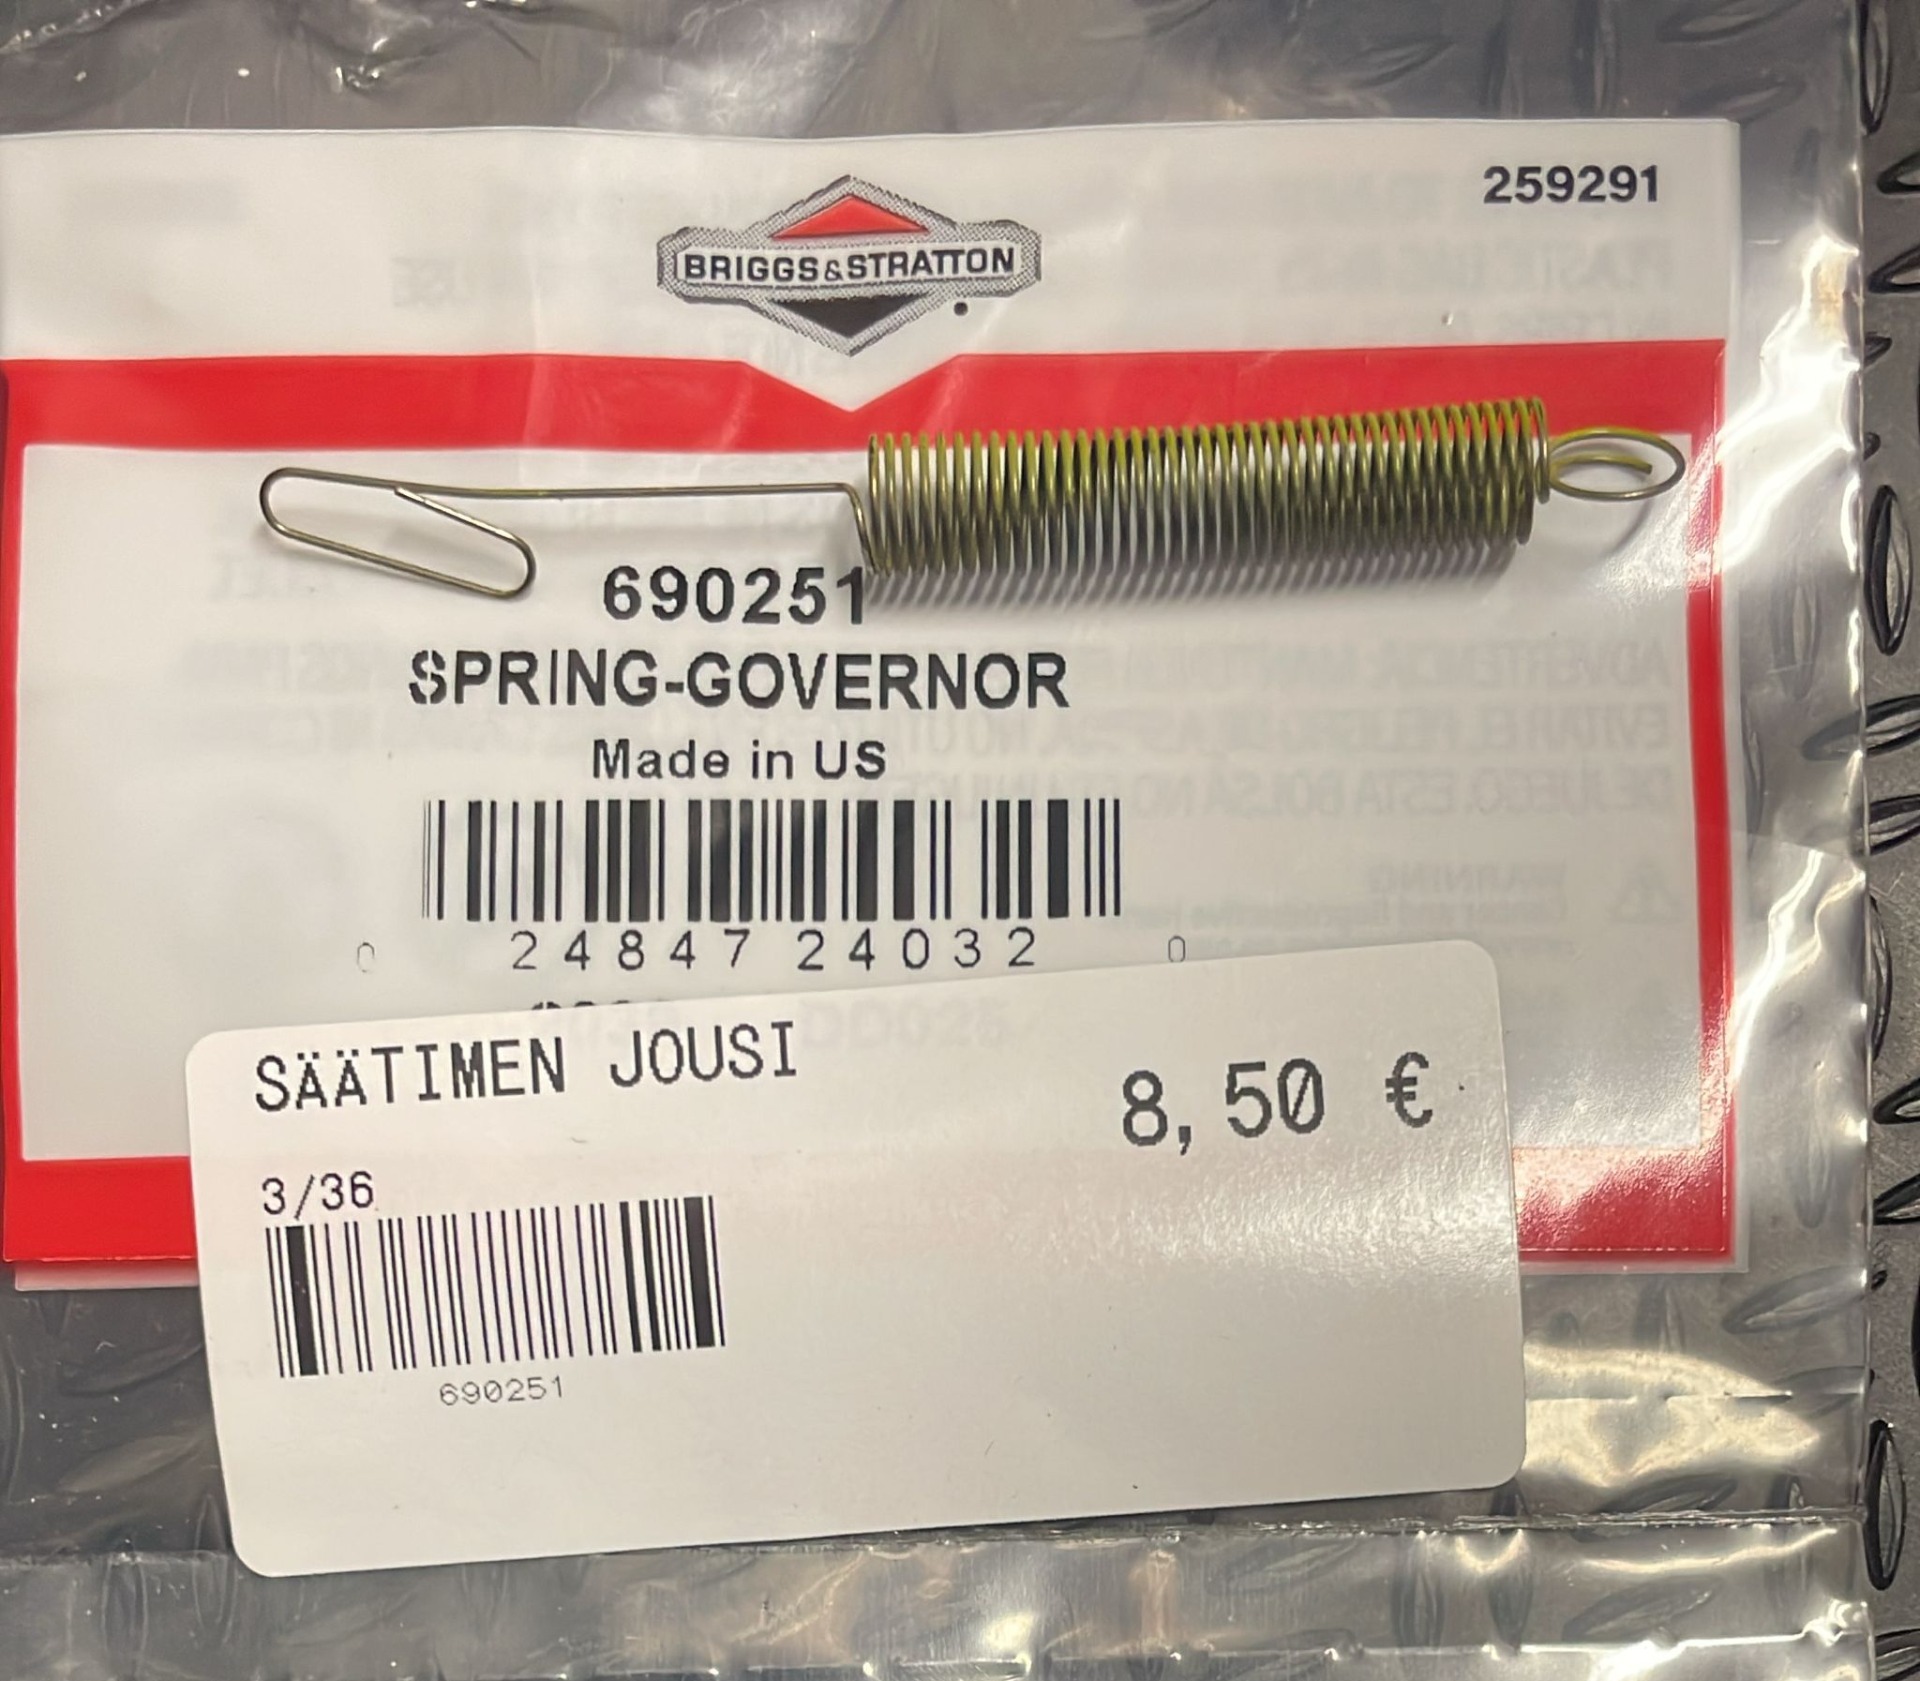 259291
BRIGGS&STRATTON
690251
SPRING-GOVERNOR
Made in US
0 24847 24032 0
SÄÄTIMEN JOUSI
8,50 €
3/36
690251